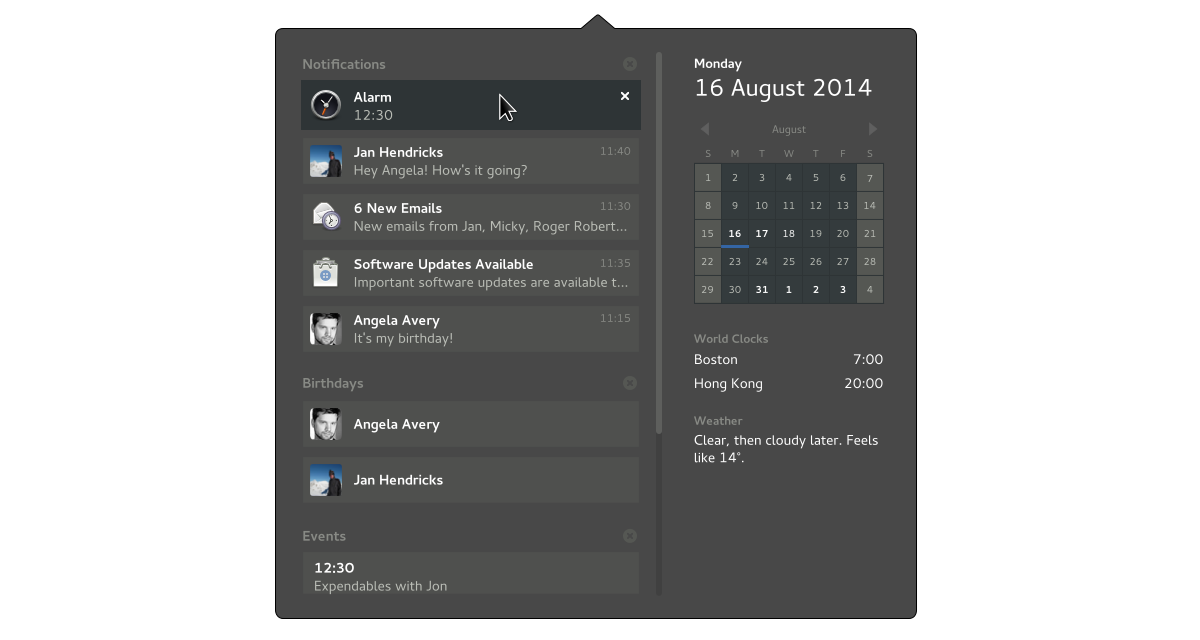 Notifications
Alarm
12:30
Jan Hendricks 11:40
Hey Angela! How's it going?
6 New Emails 11:30
New emails from Jan, Micky, Roger Robert...
Software Updates Available 11:35
Important software updates are available t...
Angela Avery 11:15
It's my birthday!
Birthdays
Angela Avery
Jan Hendricks
Events
12:30
Expendables with Jon
Monday
16 August 2014
August
S M T W T F S
1 2 3 4 5 6 7
8 9 10 11 12 13 14
15 16 17 18 19 20 21
22 23 24 25 26 27 28
29 30 31 1 2 3 4
World Clocks
Boston 7:00
Hong Kong 20:00
Weather
Clear, then cloudy later. Feels
like 14°.